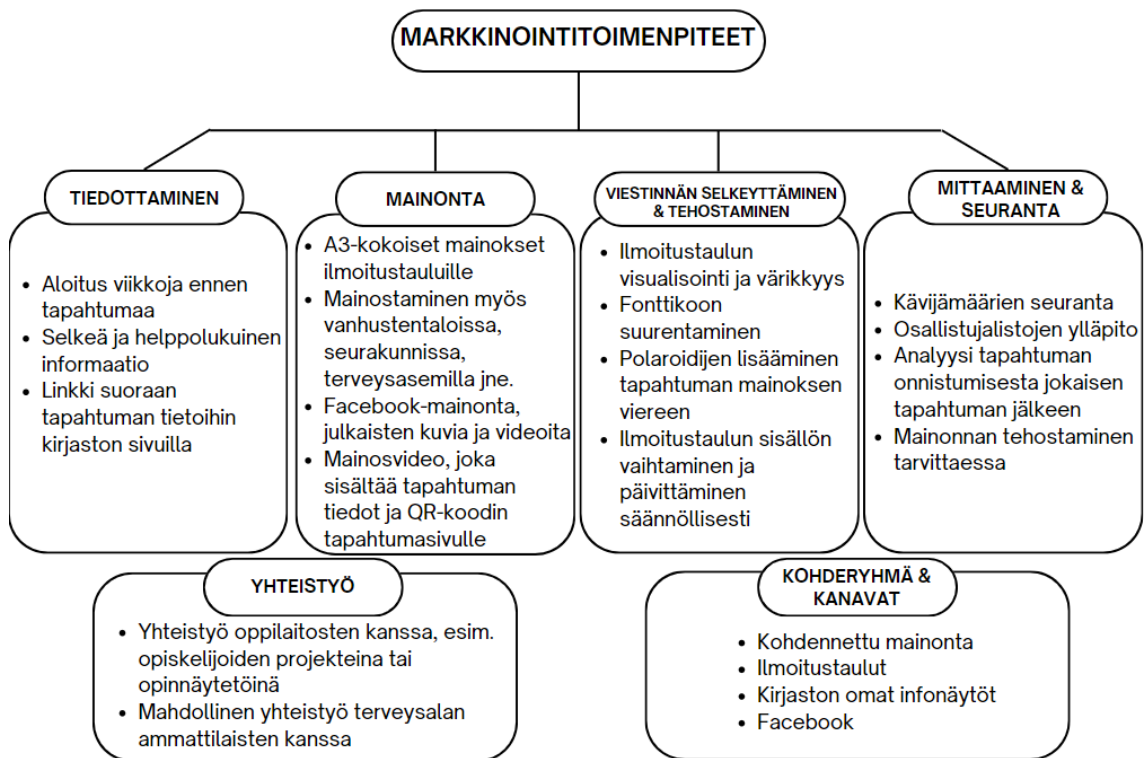 MARKKINOINTITOIMENPITEET
TIEDOTTAMINEN
• Aloitus viikkoja ennen
tapahtumaa
• Selkeä ja helppolukuinen
informaatio
• Linkki suoraan
tapahtuman tietoihin
kirjaston sivuilla
MAINONTA
• A3-kokoiset mainokset
ilmoitustauluille
• Mainostaminen myös
vanhustentaloissa,
seurakunnissa,
terveysasemilla jne.
• Facebook-mainonta,
julkaisten kuvia ja videoita
• Mainosvideo, joka
sisältää tapahtuman
tiedot ja QR-koodin
tapahtumasivulle
VIESTINNÄN SELKEYTTÄMINEN
& TEHOSTAMINEN
• Ilmoitustaulun
visualisointi ja värikkyys
• Fonttikoon
suurentaminen
• Polaroidijen lisääminen
tapahtuman mainoksen
viereen
• Ilmoitustaulun sisällön
vaihtaminen ja
päivittäminen
säännöllisesti
MITTAAMINEN &
SEURANTA
• Kävijämäärien seuranta
• Osallistujalistojen ylläpito
• Analyysi tapahtuman
onnistumisesta jokaisen
tapahtuman jälkeen
• Mainonnan tehostaminen
tarvittaessa
YHTEISTYÖ
• Yhteistyö oppilaitosten kanssa, esim.
opiskelijoiden projekteina tai
opinnäytetöinä
• Mahdollinen yhteistyö terveysalan
ammattilaisten kanssa
KOHDERYHMÄ &
KANAVAT
• Kohdennettu mainonta
• Ilmoitustaulut
• Kirjaston omat infonäytöt
• Facebook